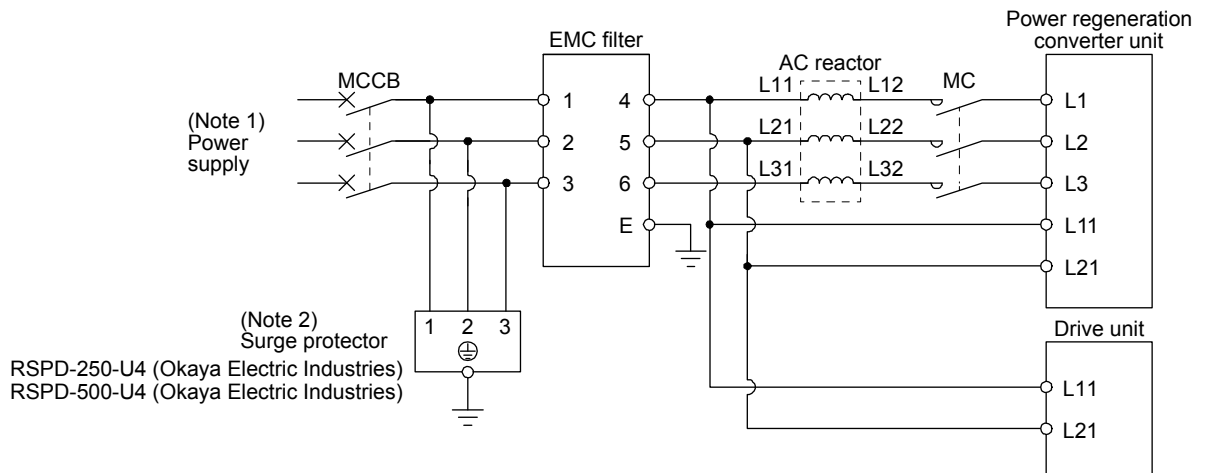 Power regeneration
converter unit
EMC filter
AC reactor
MCCB
L11 L12
MC
(Note 1)
Power
supply
1
4
L1
L21 L22
2
5
L2
L31 L32
3
6
L3
E
L11
L21
(Note 2)
Surge protector
1 2 3
RSPD-250-U4 (Okaya Electric Industries)
RSPD-500-U4 (Okaya Electric Industries)
Drive unit
L11
L21